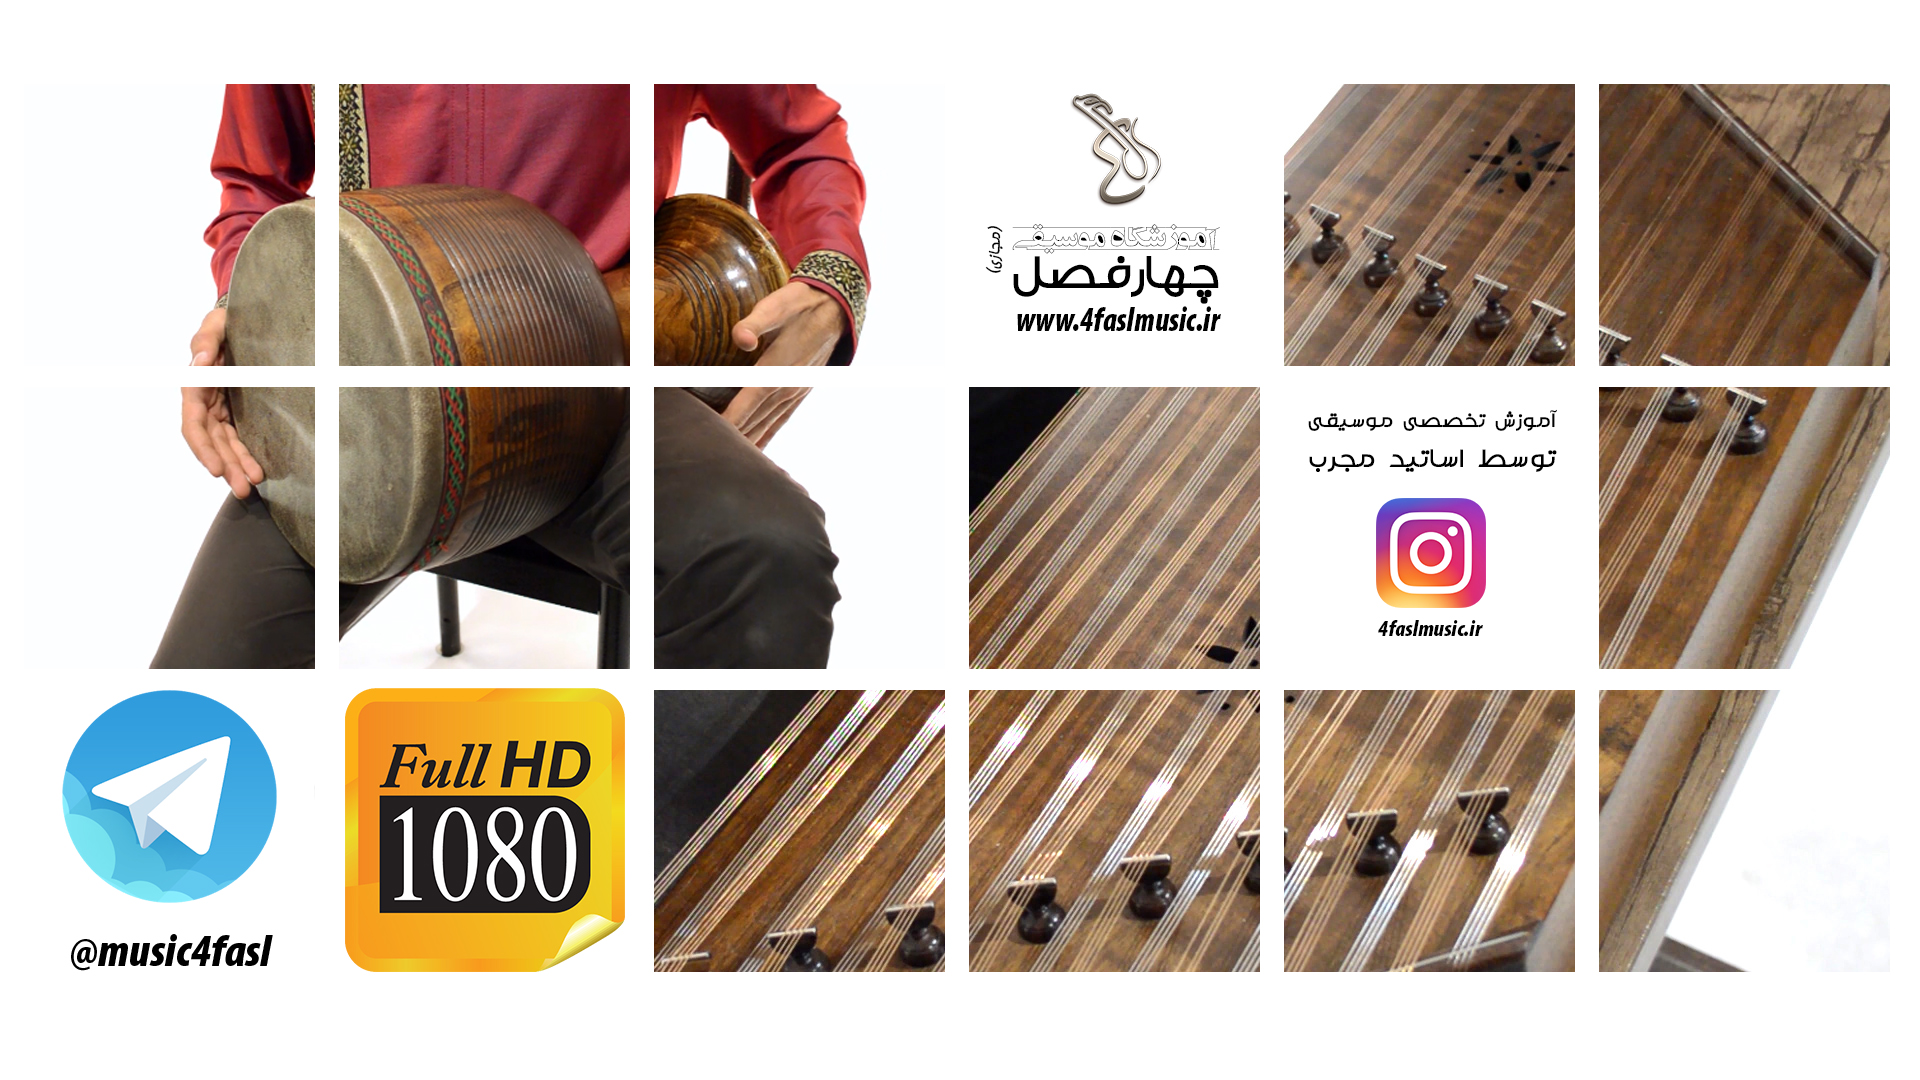 آموزشگاه موسیقی
(مجازی)
چهارفصل
www.4faslmusic.ir
آموزش تخصصی موسیقی
توسط اساتید مجرب
4faslmusic.ir
@music4fasl
Full HD
1080